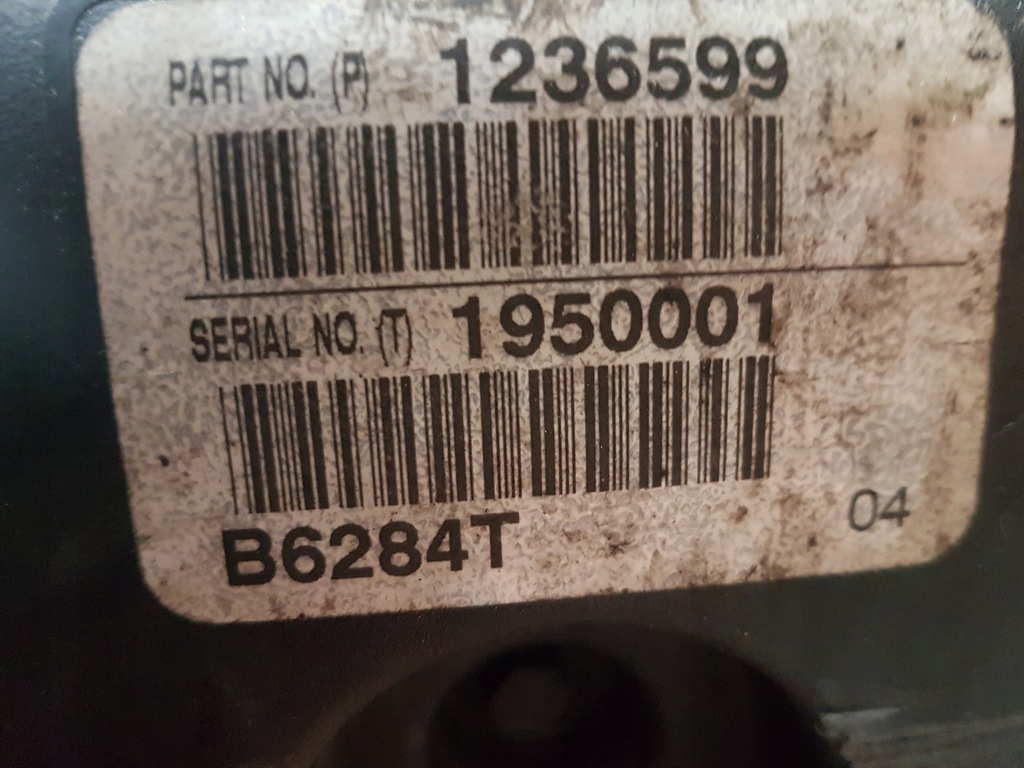 PART NO. (P) 1236599
SERIAL NO. (T) 1950001
B6284T 04